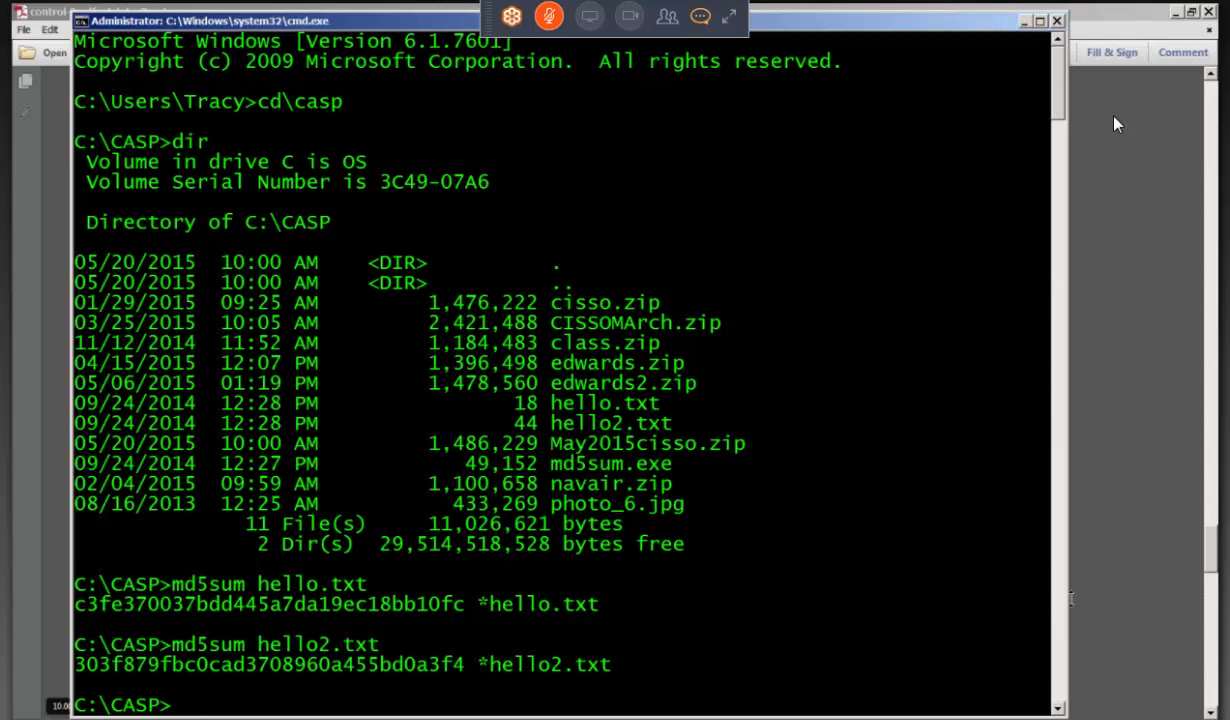 control
Administrator: C:\Windows\system32\cmd.exe
File Edit
Open
Fill & Sign
Comment
Microsoft Windows [Version 6.1.7601]
Copyright (c) 2009 Microsoft Corporation.  All rights reserved.
C:\Users\Tracy>cd\casp
C:\CASP>dir
Volume in drive C is OS
Volume Serial Number is 3C49-07A6
Directory of C:\CASP
05/20/2015  10:00 AM    <DIR>          .
05/20/2015  10:00 AM    <DIR>          ..
01/29/2015  09:25 AM         1,476,222 cisso.zip
03/25/2015  10:05 AM         2,421,488 CISSOMArch.zip
11/12/2014  11:52 AM         1,184,483 class.zip
04/15/2015  12:07 PM         1,396,498 edwards.zip
05/06/2015  01:19 PM         1,478,560 edwards2.zip
09/24/2014  12:28 PM                18 hello.txt
09/24/2014  12:28 PM                44 hello2.txt
05/20/2015  10:00 AM         1,486,229 May2015cisso.zip
09/24/2014  12:27 PM            49,152 md5sum.exe
02/04/2015  09:59 AM         1,100,658 navair.zip
08/16/2013  12:25 AM           433,269 photo_6.jpg
11 File(s)     11,026,621 bytes
2 Dir(s)  29,514,518,528 bytes free
C:\CASP>md5sum hello.txt
c3fe370037bdd445a7da19ec18bb10fc *hello.txt
C:\CASP>md5sum hello2.txt
303f879fbc0cad3708960a455bd0a3f4 *hello2.txt
C:\CASP>